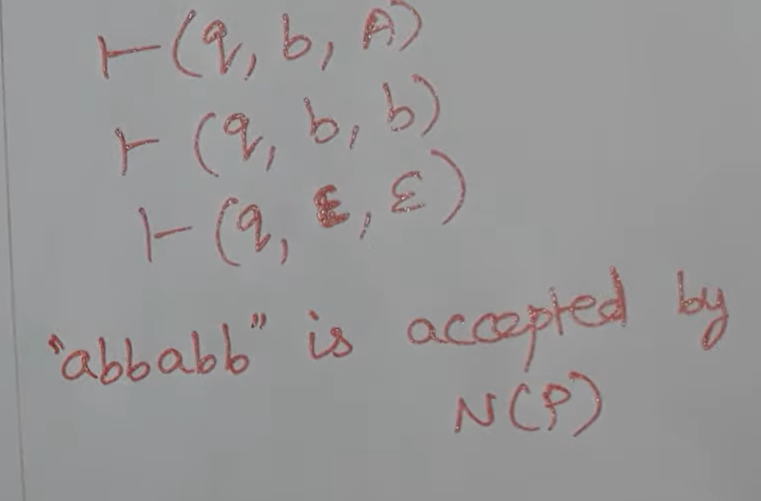 ⊢ (q, b, A)
⊢ (q, b, b)
⊢ (q, ε, ε)
"abbabb" is accepted by
N(P)